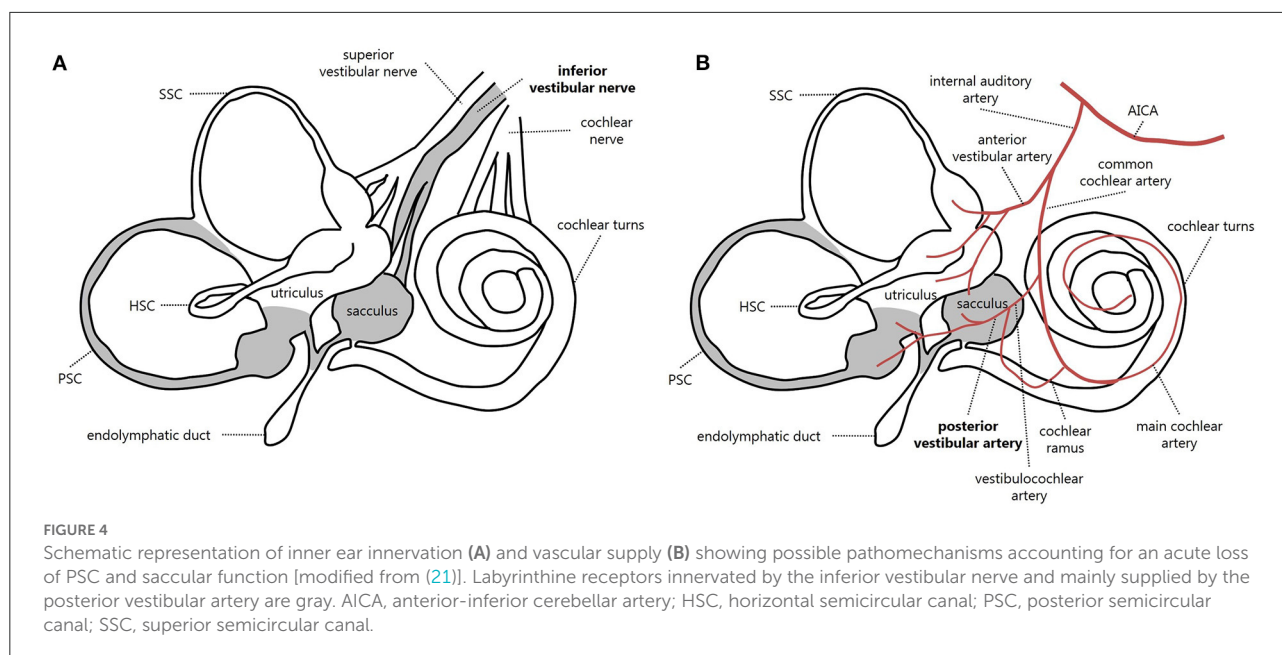 A
superior
vestibular nerve
inferior
vestibular nerve
SSC
cochlear
nerve
cochlear turns
HSC
utriculus
sacculus
PSC
endolymphatic duct
B
internal auditory
artery
SSC
AICA
anterior
vestibular artery
common
cochlear artery
cochlear turns
HSC
utriculus
sacculus
PSC
endolymphatic duct
posterior
vestibular artery
cochlear
ramus
main cochlear
artery
vestibulocochlear
artery
FIGURE 4
Schematic representation of inner ear innervation (A) and vascular supply (B) showing possible pathomechanisms accounting for an acute loss
of PSC and saccular function [modified from (21)]. Labyrinthine receptors innervated by the inferior vestibular nerve and mainly supplied by the
posterior vestibular artery are gray. AICA, anterior-inferior cerebellar artery; HSC, horizontal semicircular canal; PSC, posterior semicircular
canal; SSC, superior semicircular canal.